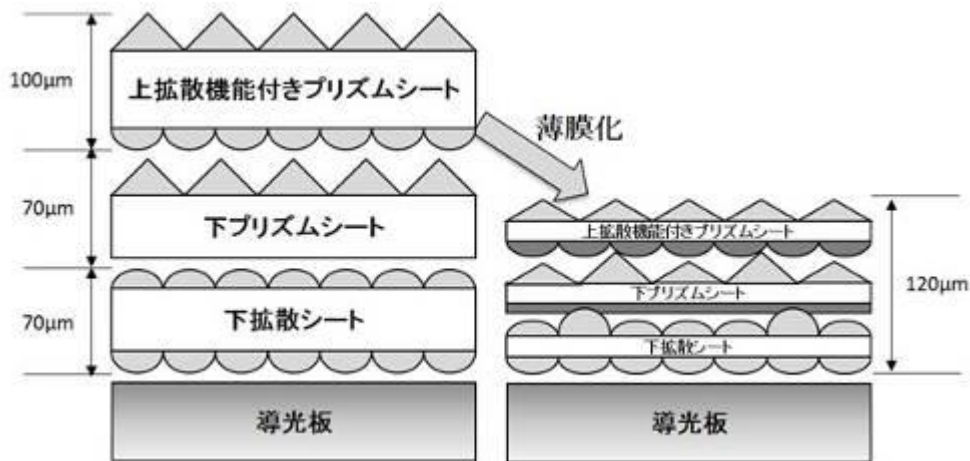 100μm
上拡散機能付きプリズムシート
薄膜化
70μm
下プリズムシート
70μm
下拡散シート
導光板
上拡散機能付きプリズムシート
下プリズムシート
120μm
下拡散シート
導光板